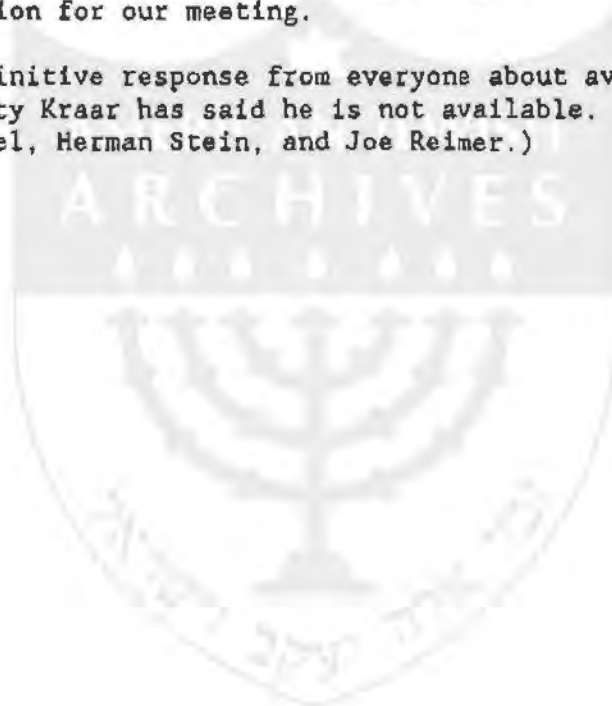 ion for our meeting.
initive response from everyone about av
ty Kraar has said he is not available.
el, Herman Stein, and Joe Reimer.)
ARCHIVES